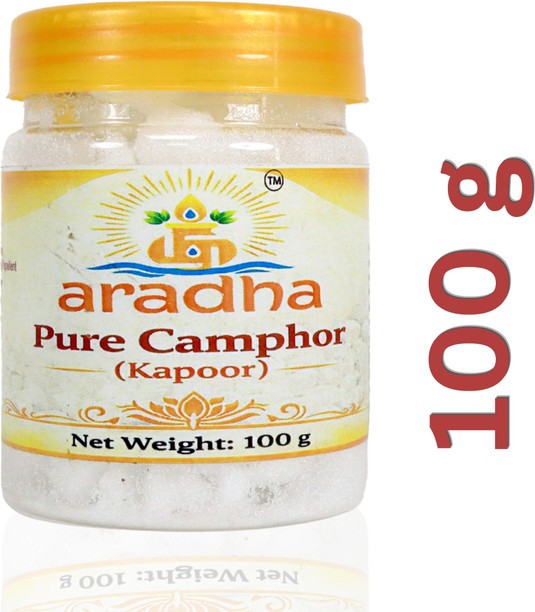 TM
aradha
Pure Camphor
(Kapoor)
Net Weight: 100 g
100 g